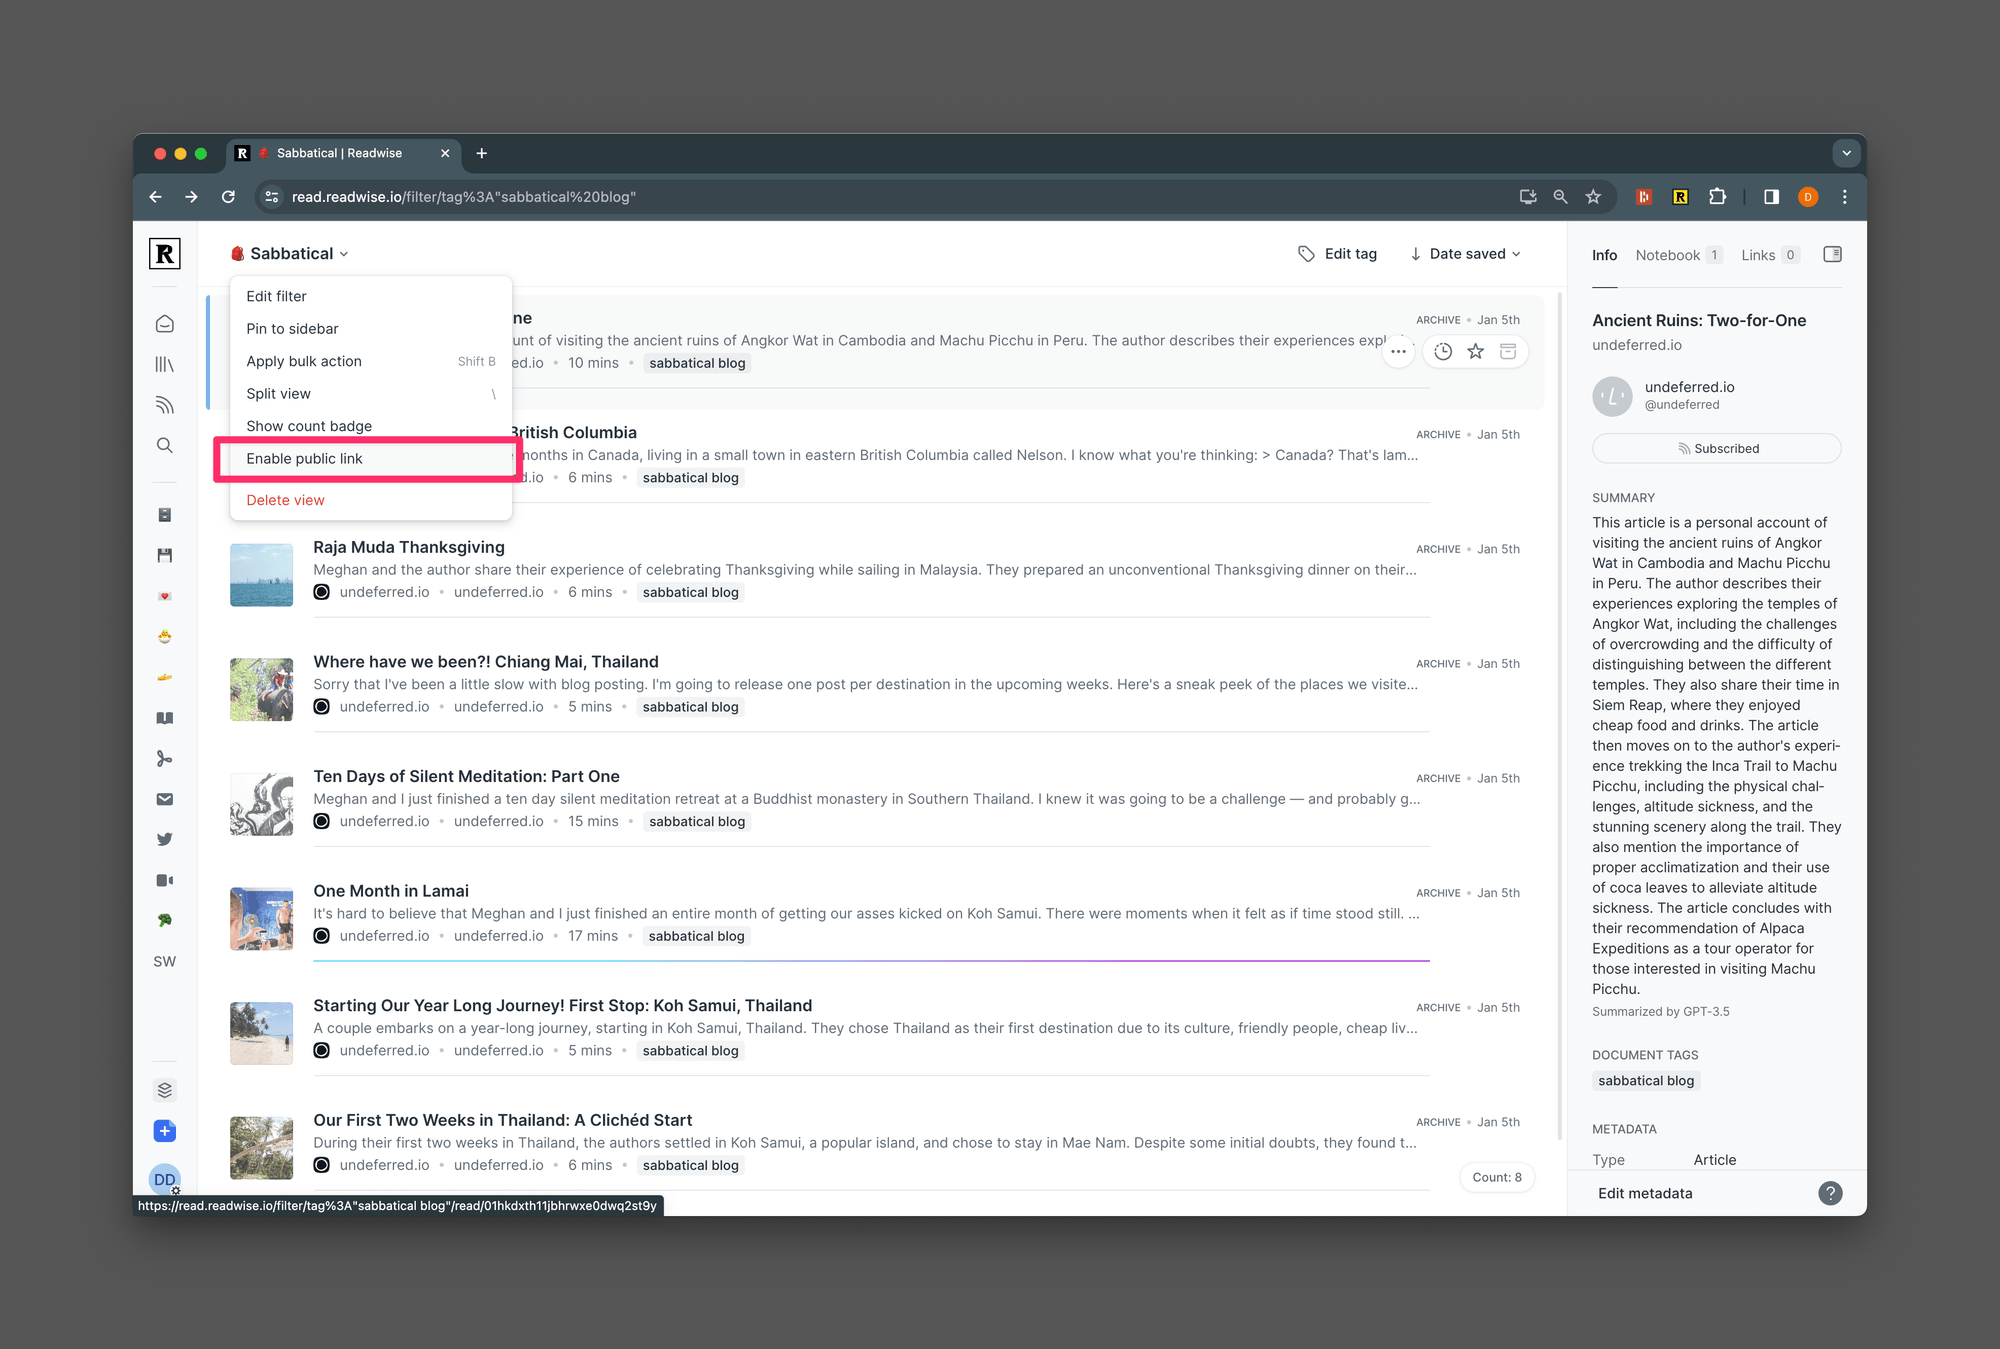 Sabbatical | Readwise
read.readwise.io/filter/tag%3A"sabbatical%20blog"
D
R
Sabbatical
Edit tag
Date saved
Edit filter
Pin to sidebar
Apply bulk action Shift B
Split view \
Show count badge
Enable public link
Delete view
ne
ARCHIVE • Jan 5th
unt of visiting the ancient ruins of Angkor Wat in Cambodia and Machu Picchu in Peru. The author describes their experiences expl
ed.io • 10 mins • sabbatical blog
British Columbia
ARCHIVE • Jan 5th
months in Canada, living in a small town in eastern British Columbia called Nelson. I know what you're thinking: > Canada? That's lam...
d.io • 6 mins • sabbatical blog
Raja Muda Thanksgiving
ARCHIVE • Jan 5th
Meghan and the author share their experience of celebrating Thanksgiving while sailing in Malaysia. They prepared an unconventional Thanksgiving dinner on their...
undeferred.io • undeferred.io • 6 mins • sabbatical blog
Where have we been?! Chiang Mai, Thailand
ARCHIVE • Jan 5th
Sorry that I've been a little slow with blog posting. I'm going to release one post per destination in the upcoming weeks. Here's a sneak peek of the places we visite...
undeferred.io • undeferred.io • 5 mins • sabbatical blog
Ten Days of Silent Meditation: Part One
ARCHIVE • Jan 5th
Meghan and I just finished a ten day silent meditation retreat at a Buddhist monastery in Southern Thailand. I knew it was going to be a challenge — and probably g...
undeferred.io • undeferred.io • 15 mins • sabbatical blog
One Month in Lamai
ARCHIVE • Jan 5th
It's hard to believe that Meghan and I just finished an entire month of getting our asses kicked on Koh Samui. There were moments when it felt as if time stood still. ...
undeferred.io • undeferred.io • 17 mins • sabbatical blog
Starting Our Year Long Journey! First Stop: Koh Samui, Thailand
ARCHIVE • Jan 5th
A couple embarks on a year-long journey, starting in Koh Samui, Thailand. They chose Thailand as their first destination due to its culture, friendly people, cheap liv...
undeferred.io • undeferred.io • 5 mins • sabbatical blog
Our First Two Weeks in Thailand: A Clichéd Start
ARCHIVE • Jan 5th
During their first two weeks in Thailand, the authors settled in Koh Samui, a popular island, and chose to stay in Mae Nam. Despite some initial doubts, they found t...
undeferred.io • undeferred.io • 6 mins • sabbatical blog
Count: 8
SW
DD
https://read.readwise.io/filter/tag%3A"sabbatical blog"/read/01hkdxth11jbhrwxe0dwq2st9y
Info Notebook 1 Links 0
Ancient Ruins: Two-for-One
undeferred.io
undeferred.io
@undeferred
Subscribed
SUMMARY
This article is a personal account of
visiting the ancient ruins of Angkor
Wat in Cambodia and Machu Picchu
in Peru. The author describes their
experiences exploring the temples of
Angkor Wat, including the challenges
of overcrowding and the difficulty of
distinguishing between the different
temples. They also share their time in
Siem Reap, where they enjoyed
cheap food and drinks. The article
then moves on to the author's experi-
ence trekking the Inca Trail to Machu
Picchu, including the physical chal-
lenges, altitude sickness, and the
stunning scenery along the trail. They
also mention the importance of
proper acclimatization and their use
of coca leaves to alleviate altitude
sickness. The article concludes with
their recommendation of Alpaca
Expeditions as a tour operator for
those interested in visiting Machu
Picchu.
Summarized by GPT-3.5
DOCUMENT TAGS
sabbatical blog
METADATA
Type Article
Edit metadata
?